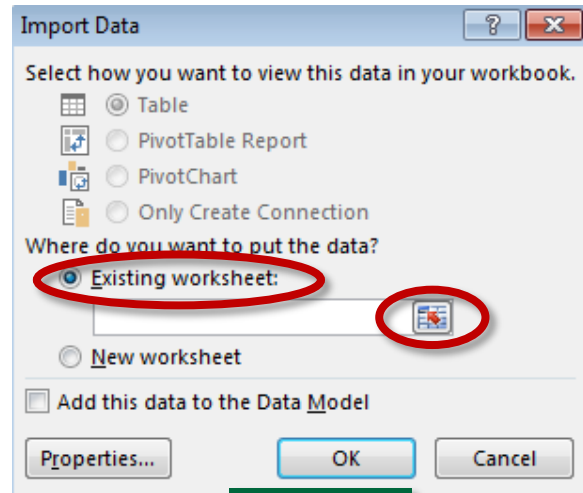 Import Data
Select how you want to view this data in your workbook.
Table
PivotTable Report
PivotChart
Only Create Connection
Where do you want to put the data?
Existing worksheet:
New worksheet
Add this data to the Data Model
Properties... OK Cancel